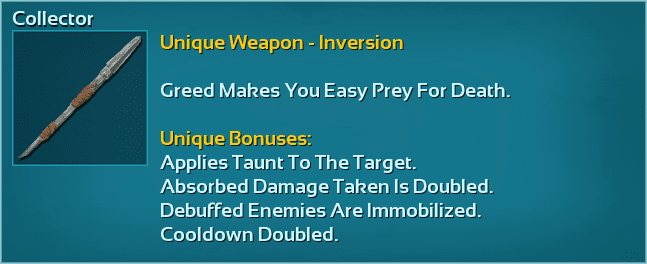 Collector
Unique Weapon - Inversion
Greed Makes You Easy Prey For Death.
Unique Bonuses:
Applies Taunt To The Target.
Absorbed Damage Taken Is Doubled.
Debuffed Enemies Are Immobilized.
Cooldown Doubled.